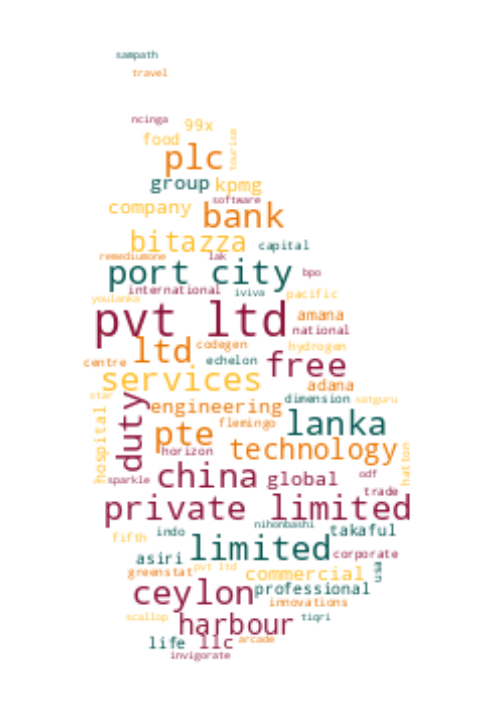 sampath
travel
ncinga 99x
food tourism
plc
group kpmg
software
company bank
bitazza capital
remediumone lak
port city bpo
international iviva pacific
youlanka
pvt ltd amana
national
ltd codegen hydrogen
centre echelon free
services adana
star dimension satguru
hospital duty engineering lanka
pte flemingo
technology hatton
horizon
sparkle china global odf
trade
private limited
nihonbashi
fifth indo takaful
asiri limited corporate
greenstat pvt ltd commercial
ceylon professional
innovations
scallop harbour tiqri
life llc arcade
invigorate